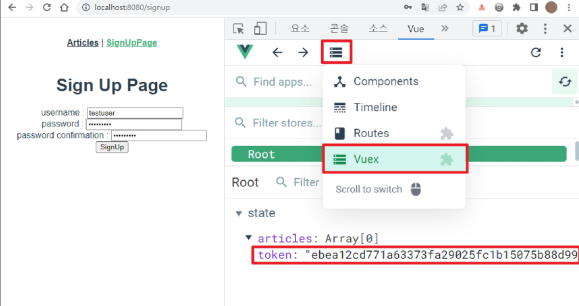 localhost:8080/signup
요소 콘솔 소스 Vue » 1
Articles | SignUpPage
Sign Up Page
username : testuser
password : •••••••••
password confirmation : •••••••••
SignUp
Find apps...
Filter stores...
Root
Components
Timeline
Routes
Vuex
Scroll to switch
Root Filter
state
articles: Array[0]
token: "ebea12cd771a63373fa29025fc1b15075b88d99